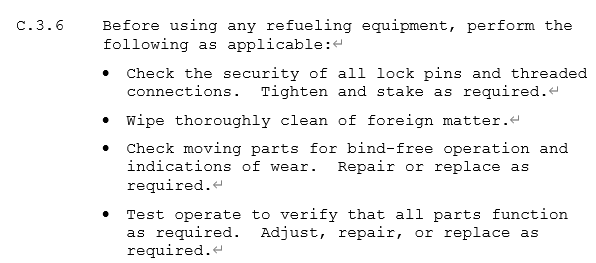 C.3.6 Before using any refueling equipment, perform the
following as applicable:↵
• Check the security of all lock pins and threaded
connections.  Tighten and stake as required.↵
• Wipe thoroughly clean of foreign matter.↵
• Check moving parts for bind-free operation and
indications of wear.  Repair or replace as
required.↵
• Test operate to verify that all parts function
as required.  Adjust, repair, or replace as
required.↵